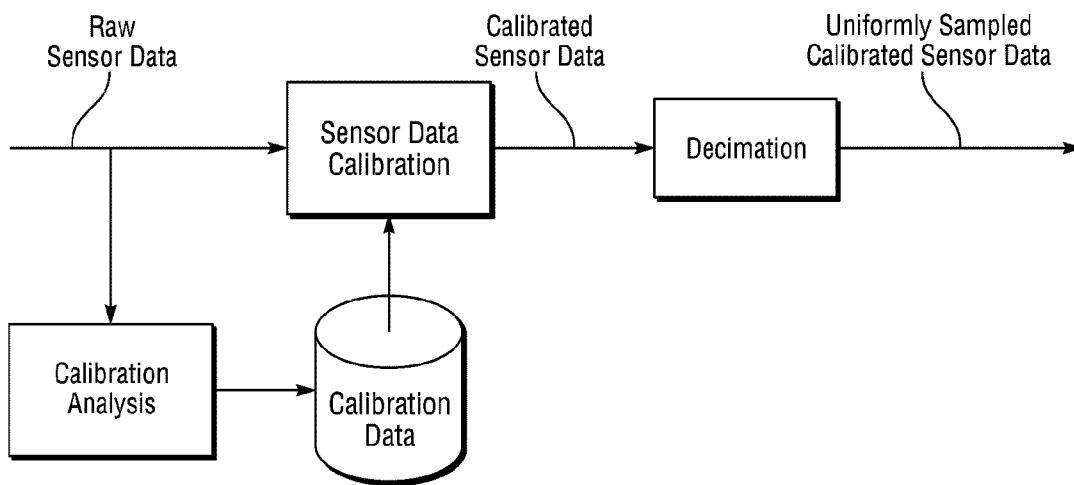 Raw
Sensor Data
Calibrated
Sensor Data
Uniformly Sampled
Calibrated Sensor Data
Sensor Data
Calibration
Decimation
Calibration
Analysis
Calibration
Data